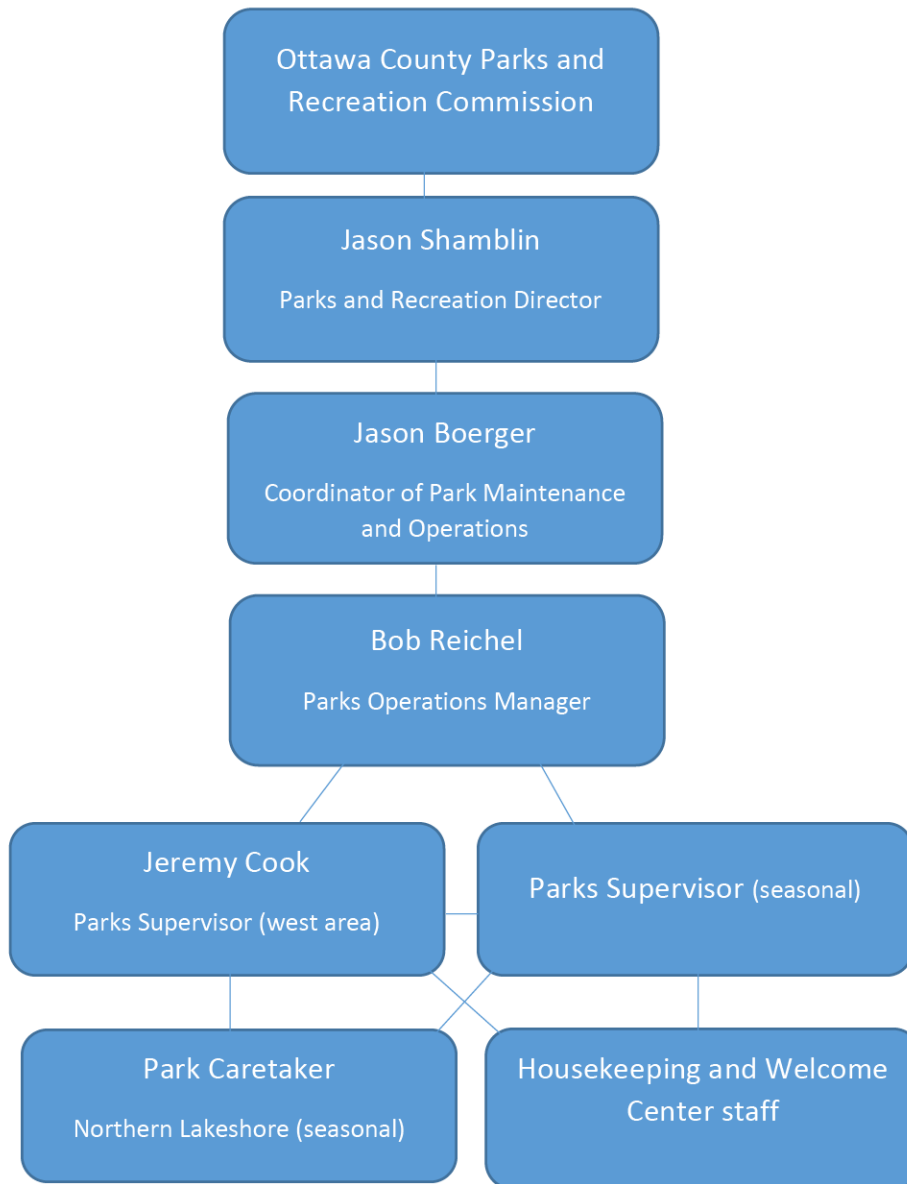 Ottawa County Parks and
Recreation Commission
Jason Shamblin
Parks and Recreation Director
Jason Boerger
Coordinator of Park Maintenance
and Operations
Bob Reichel
Parks Operations Manager
Jeremy Cook
Parks Supervisor (west area)
Parks Supervisor (seasonal)
Park Caretaker
Northern Lakeshore (seasonal)
Housekeeping and Welcome
Center staff